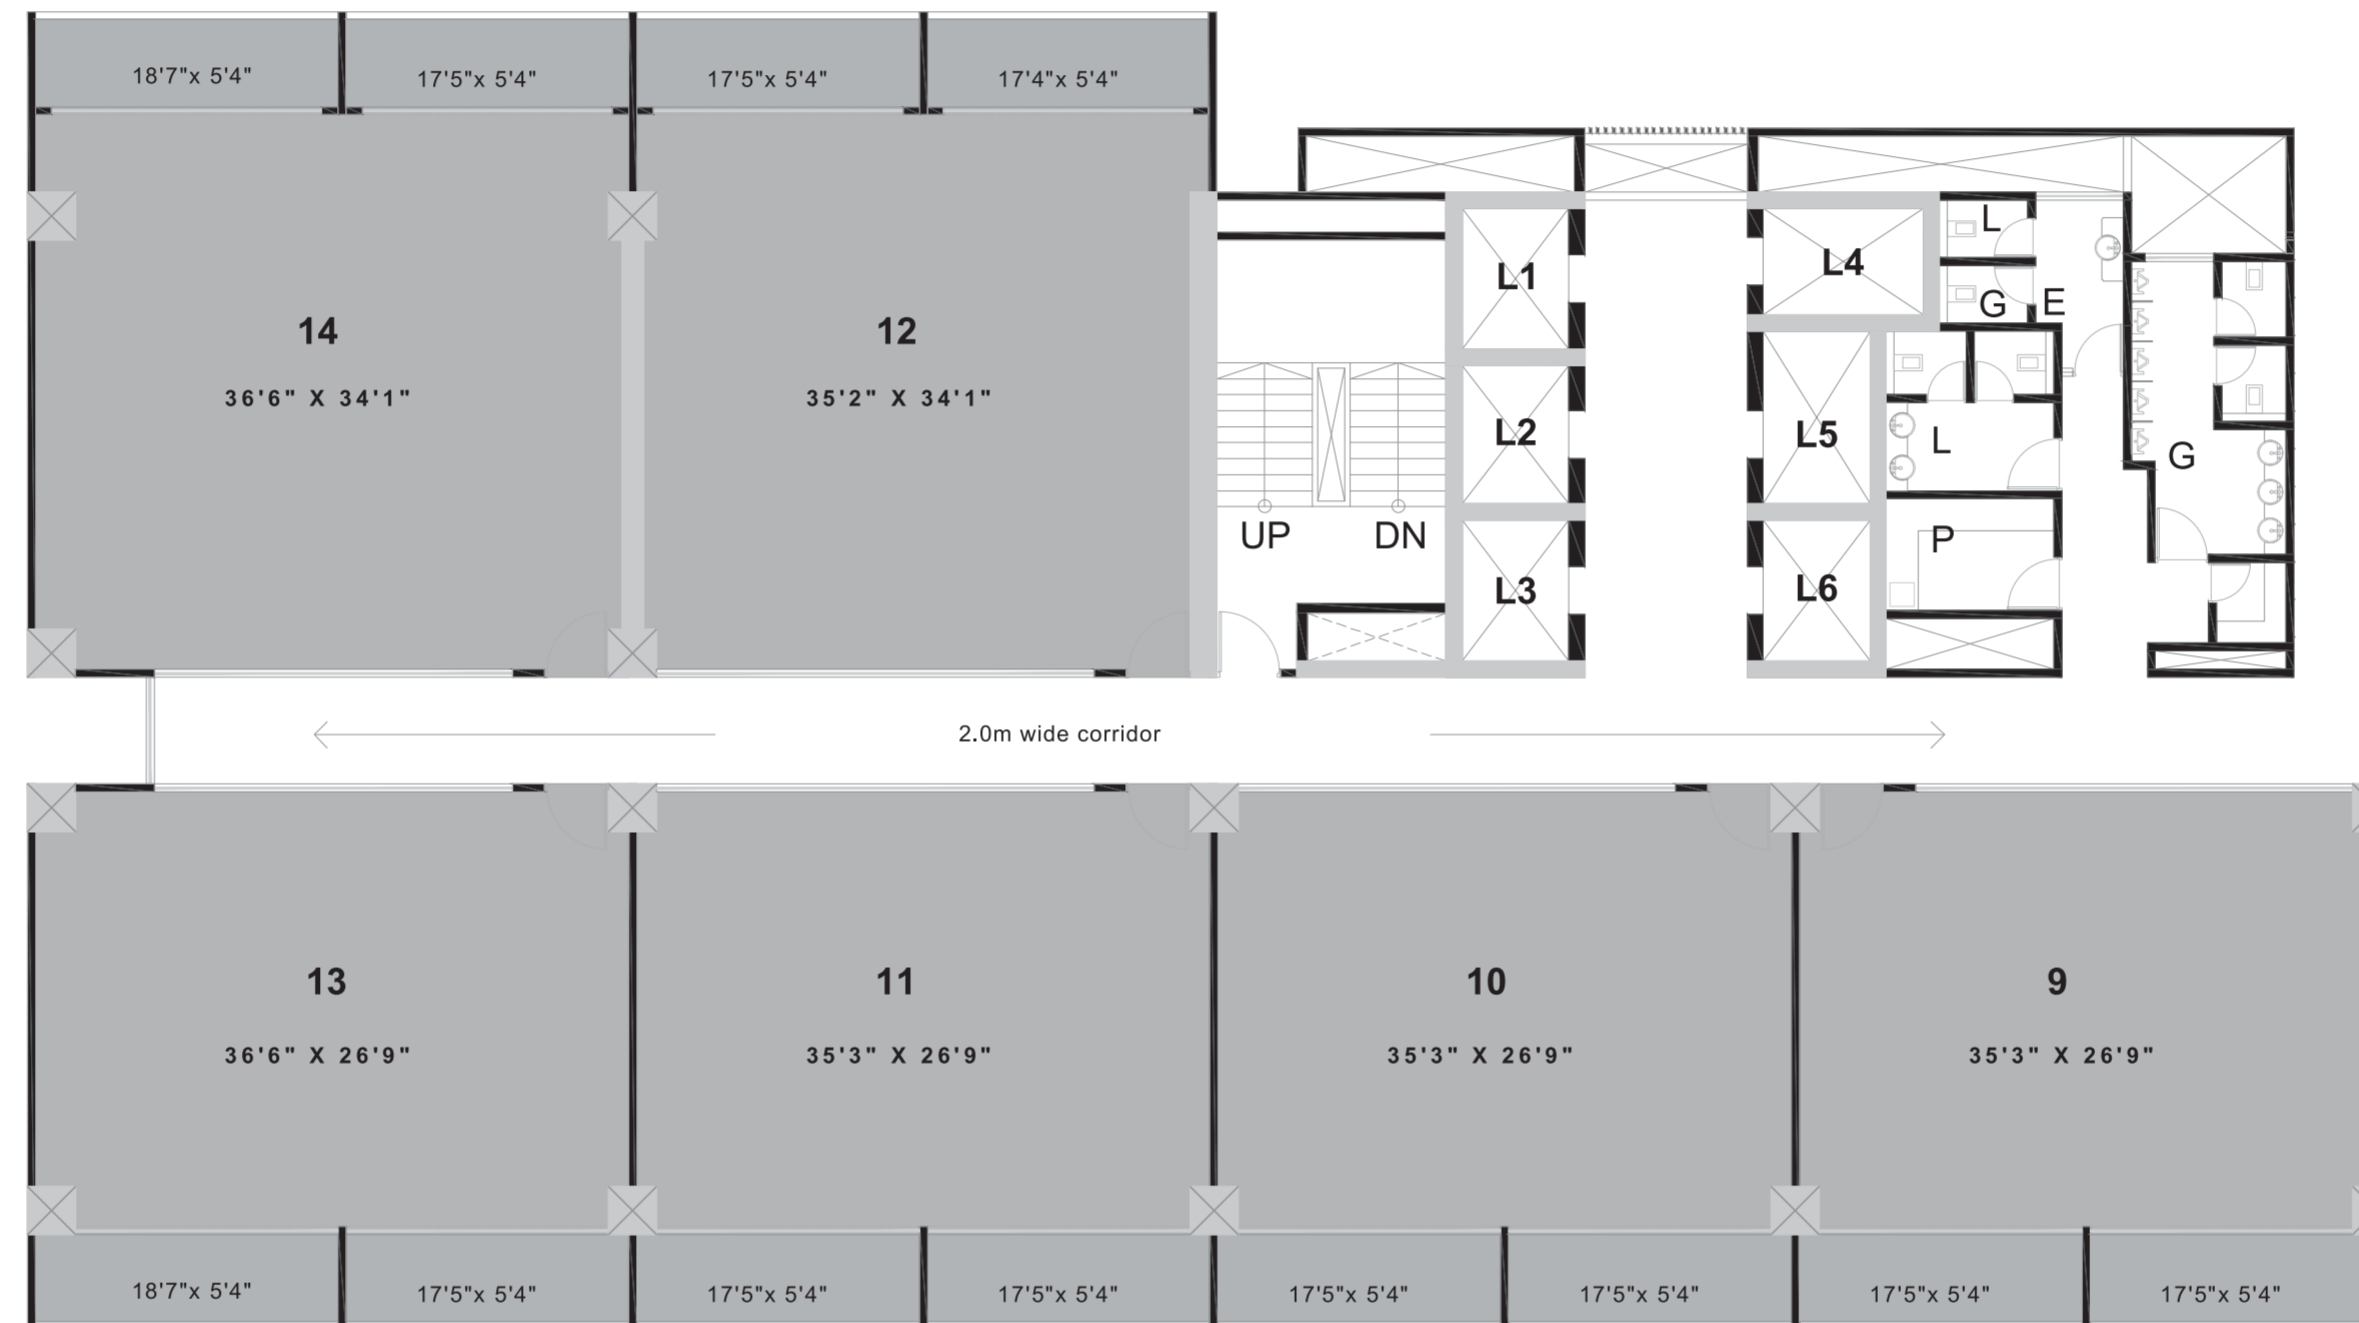 18'7"x 5'4"
17'5"x 5'4"
17'5"x 5'4"
17'4"x 5'4"
14
36'6" X 34'1"
12
35'2" X 34'1"
UP
DN
L1
L2
L3
L4
L5
L6
L
G
E
L
P
G
2.0m wide corridor
13
36'6" X 26'9"
11
35'3" X 26'9"
10
35'3" X 26'9"
9
35'3" X 26'9"
18'7"x 5'4"
17'5"x 5'4"
17'5"x 5'4"
17'5"x 5'4"
17'5"x 5'4"
17'5"x 5'4"
17'5"x 5'4"
17'5"x 5'4"